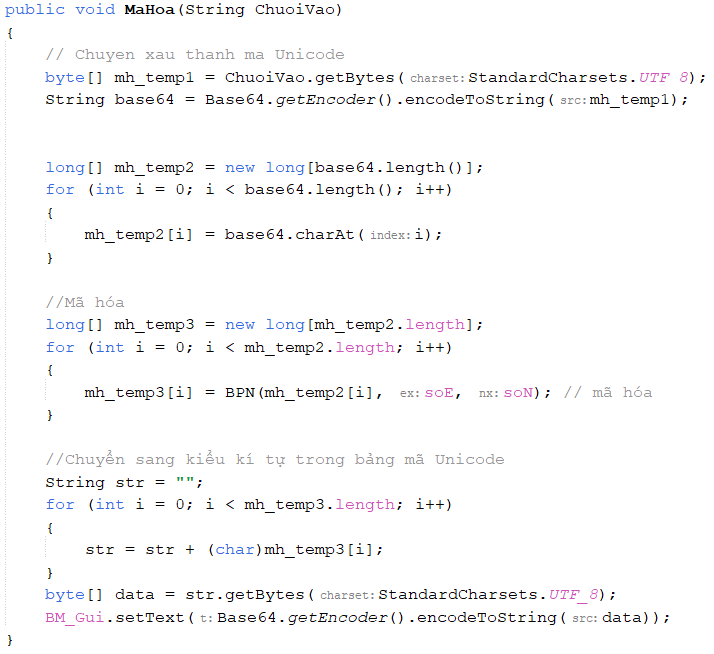 public void MaHoa(String ChuoiVao)
{
// Chuyen xau thanh ma Unicode
byte[] mh_temp1 = ChuoiVao.getBytes( charset: StandardCharsets.UTF 8);
String base64 = Base64.getEncoder().encodeToString( src: mh_temp1);
long[] mh_temp2 = new long[base64.length()];
for (int i = 0; i < base64.length(); i++)
{
mh_temp2[i] = base64.charAt( index: i);
}
//Mã hóa
long[] mh_temp3 = new long[mh_temp2.length];
for (int i = 0; i < mh_temp2.length; i++)
{
mh_temp3[i] = BPN(mh_temp2[i], ex: soE, nx: soN); // mã hóa
}
//Chuyển sang kiểu kí tự trong bảng mã Unicode
String str = "";
for (int i = 0; i < mh_temp3.length; i++)
{
str = str + (char)mh_temp3[i];
}
byte[] data = str.getBytes( charset: StandardCharsets.UTF_8);
BM_Gui.setText( t: Base64.getEncoder().encodeToString( src: data));
}